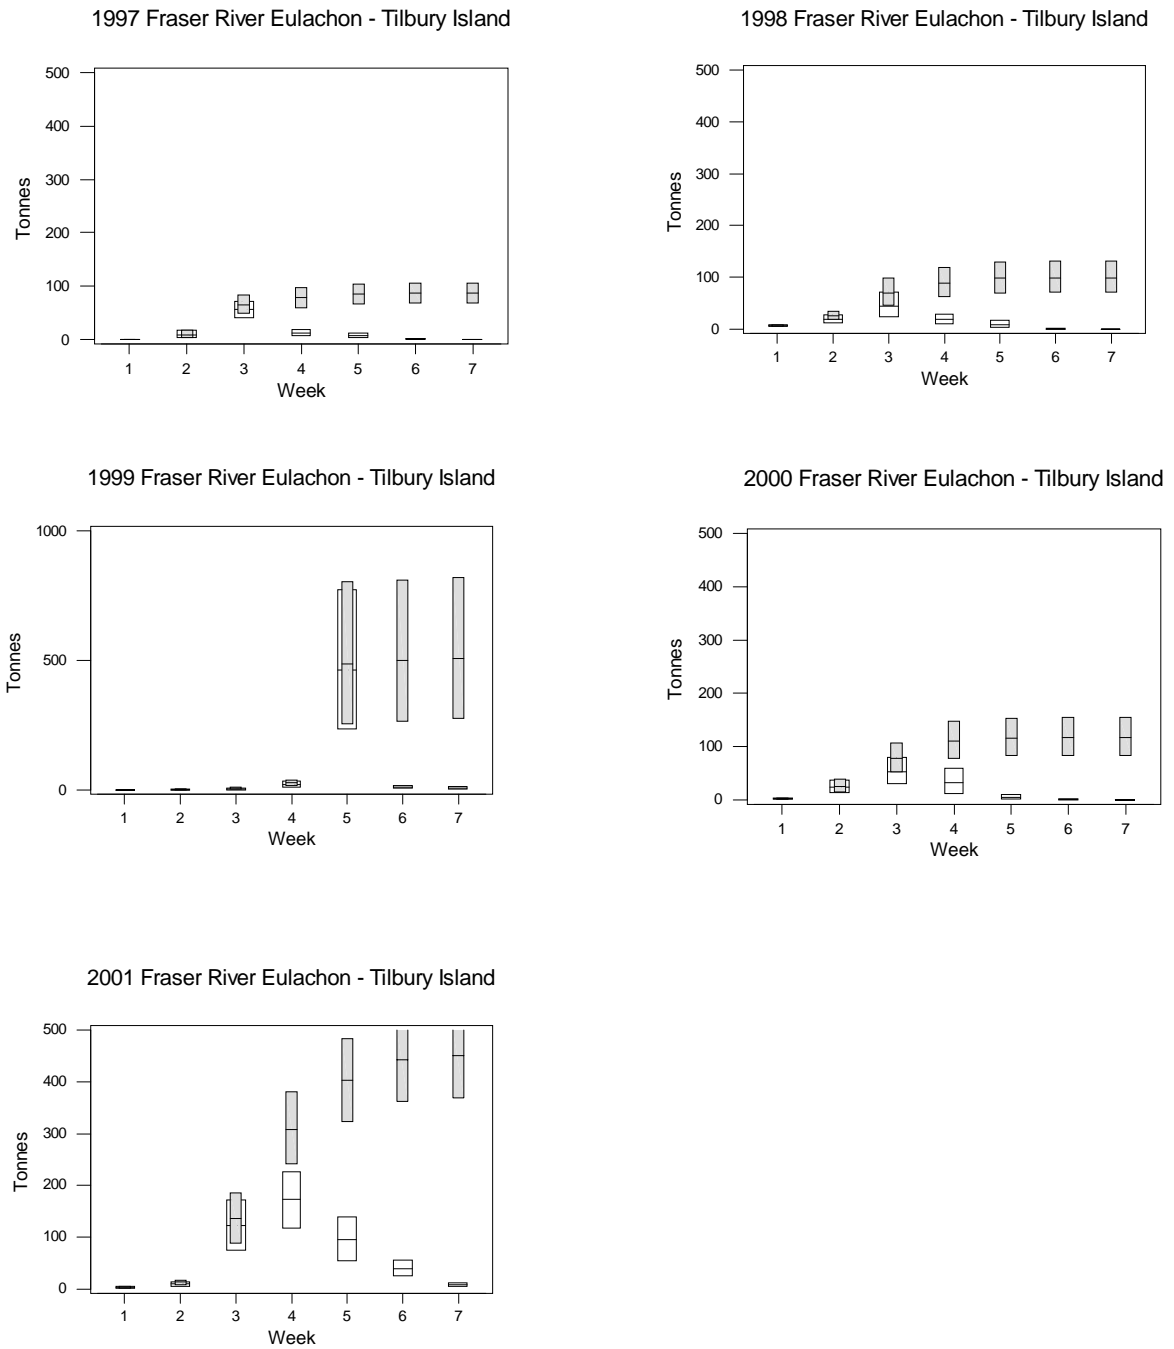 1997 Fraser River Eulachon - Tilbury Island
500
400
300
200
100
0
Tonnes
1 2 3 4 5 6 7
Week
1998 Fraser River Eulachon - Tilbury Island
500
400
300
200
100
0
Tonnes
1 2 3 4 5 6 7
Week
1999 Fraser River Eulachon - Tilbury Island
1000
500
0
Tonnes
1 2 3 4 5 6 7
Week
2000 Fraser River Eulachon - Tilbury Island
500
400
300
200
100
0
Tonnes
1 2 3 4 5 6 7
Week
2001 Fraser River Eulachon - Tilbury Island
500
400
300
200
100
0
Tonnes
1 2 3 4 5 6 7
Week